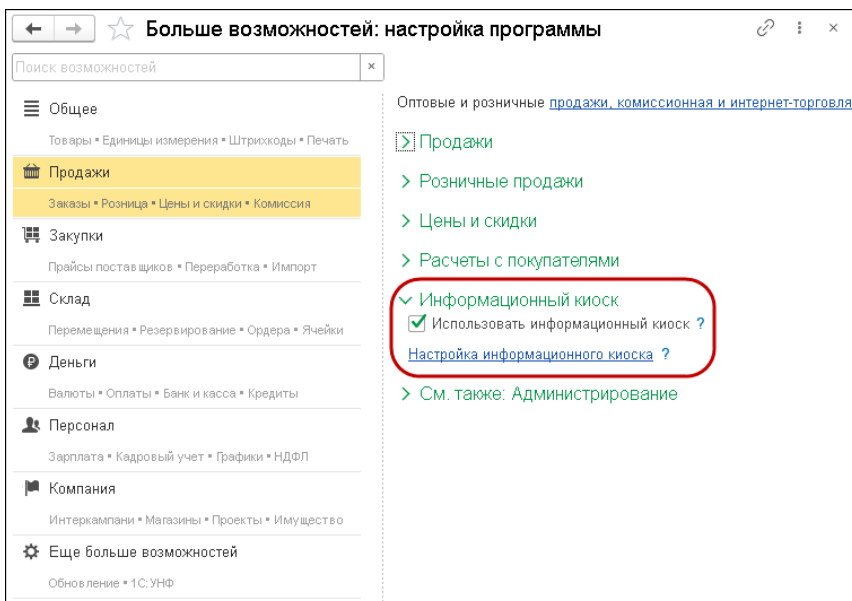 Больше возможностей: настройка программы
Поиск возможностей
Общее
Товары • Единицы измерения • Штрихкоды • Печать
Продажи
Заказы • Розница • Цены и скидки • Комиссия
Закупки
Прайсы поставщиков • Переработка • Импорт
Склад
Перемещения • Резервирование • Ордера • Ячейки
Деньги
Валюты • Оплаты • Банк и касса • Кредиты
Персонал
Зарплата • Кадровый учет • Графики • НДФЛ
Компания
Интеркампани • Магазины • Проекты • Имущество
Еще больше возможностей
Обновление • 1С:УНФ
Оптовые и розничные продажи, комиссионная и интернет-торговля
Продажи
Розничные продажи
Цены и скидки
Расчеты с покупателями
Информационный киоск
Использовать информационный киоск ?
Настройка информационного киоска ?
См. также: Администрирование